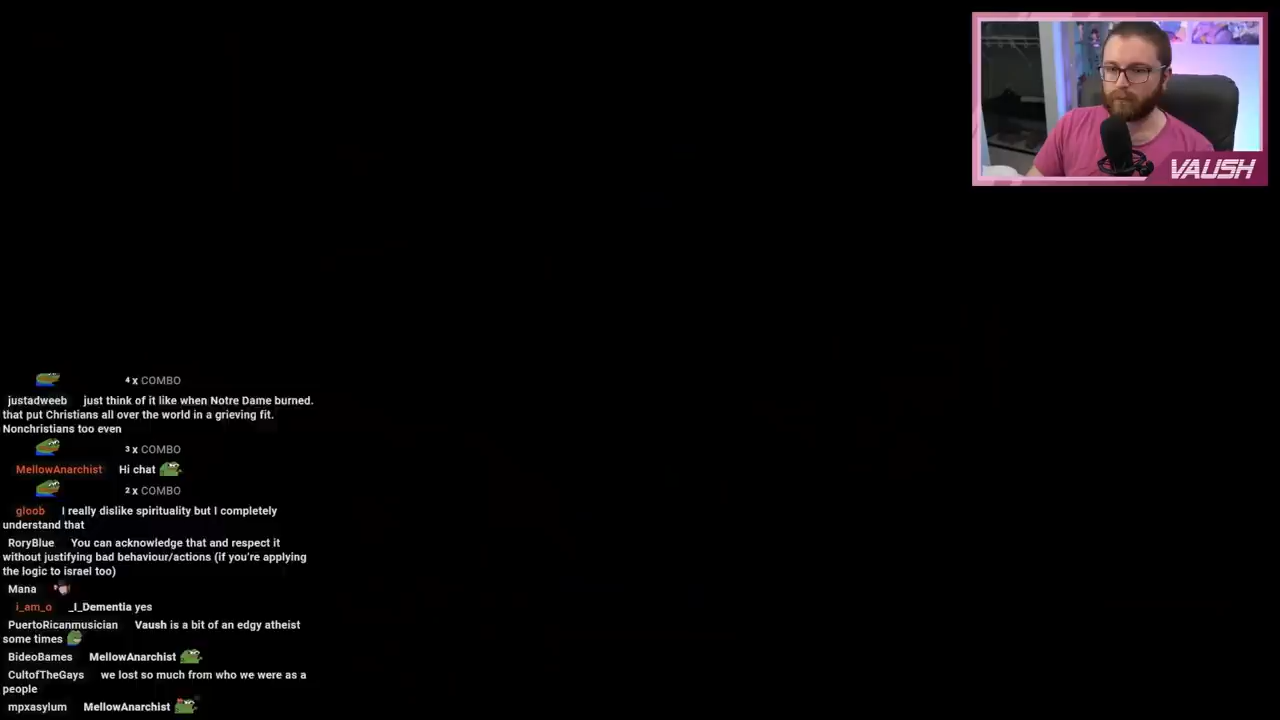 VAUSH
4 x COMBO
justadweeb just think of it like when Notre Dame burned.
that put Christians all over the world in a grieving fit.
Nonchristians too even
3 x COMBO
MellowAnarchist Hi chat
2 x COMBO
gloob I really dislike spirituality but I completely
understand that
RoryBlue You can acknowledge that and respect it
without justifying bad behaviour/actions (if you're applying
the logic to israel too)
Mana
i_am_o _I_Dementia yes
PuertoRicanmusician Vaush is a bit of an edgy atheist
some times
BideoBames MellowAnarchist
CultofTheGays we lost so much from who we were as a
people
mpxasylum MellowAnarchist